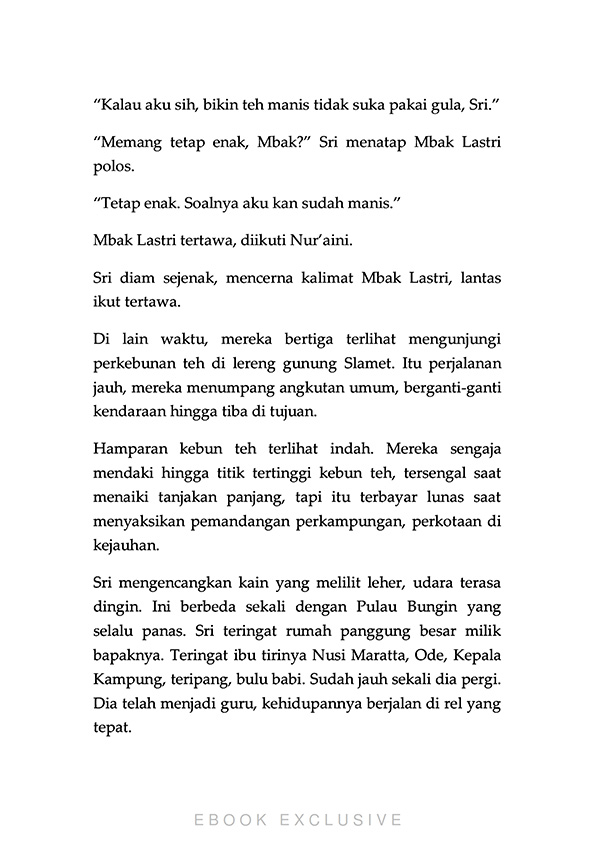 “Kalau aku sih, bikin teh manis tidak suka pakai gula, Sri.”
“Memang tetap enak, Mbak?” Sri menatap Mbak Lastri
polos.
“Tetap enak. Soalnya aku kan sudah manis.”
Mbak Lastri tertawa, diikuti Nur’aini.
Sri diam sejenak, mencerna kalimat Mbak Lastri, lantas
ikut tertawa.
Di lain waktu, mereka bertiga terlihat mengunjungi
perkebunan teh di lereng gunung Slamet. Itu perjalanan
jauh, mereka menumpang angkutan umum, berganti-ganti
kendaraan hingga tiba di tujuan.
Hamparan kebun teh terlihat indah. Mereka sengaja
mendaki hingga titik tertinggi kebun teh, tersengal saat
menaiki tanjakan panjang, tapi itu terbayar lunas saat
menyaksikan pemandangan perkampungan, perkotaan di
kejauhan.
Sri mengencangkan kain yang melilit leher, udara terasa
dingin. Ini berbeda sekali dengan Pulau Bungin yang
selalu panas. Sri teringat rumah panggung besar milik
bapaknya. Teringat ibu tirinya Nusi Maratta, Ode, Kepala
Kampung, teripang, bulu babi. Sudah jauh sekali dia pergi.
Dia telah menjadi guru, kehidupannya berjalan di rel yang
tepat.
EBOOK EXCLUSIVE